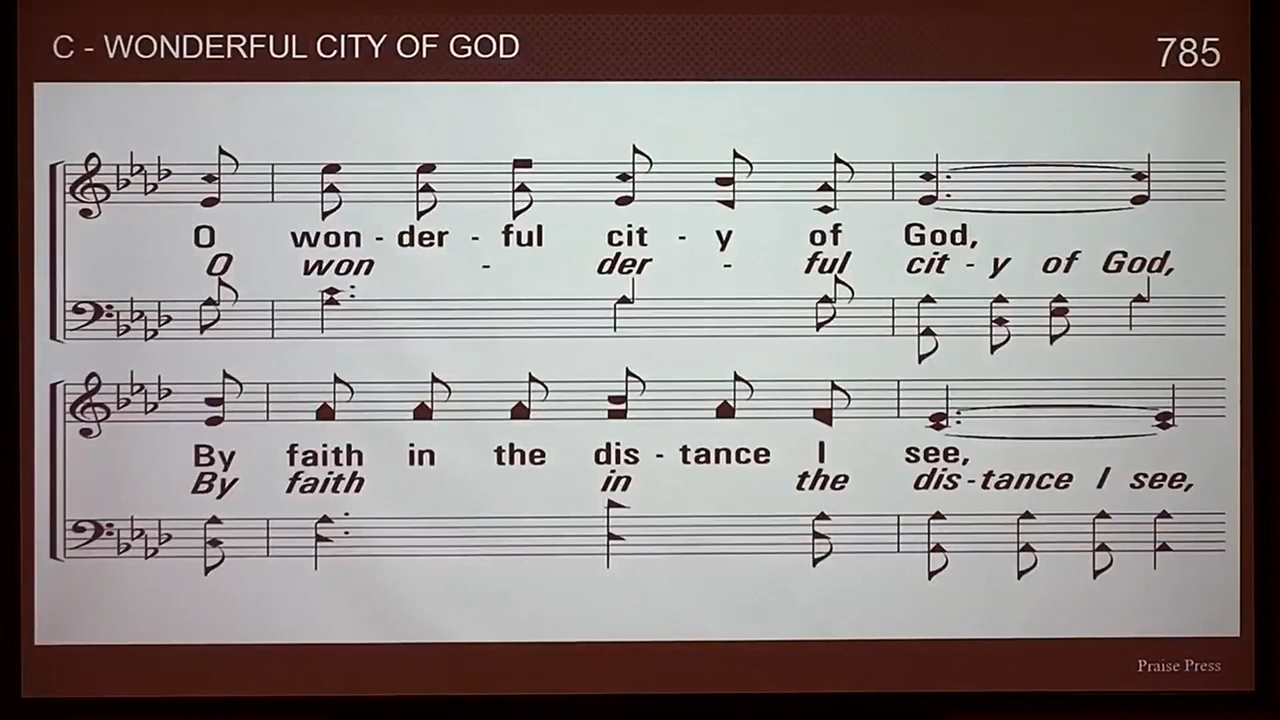 C - WONDERFUL CITY OF GOD
785
O won - der - ful cit - y of God,
O won - der - ful cit - y of God,
By faith in the dis - tance I see,
By faith in the dis - tance I see,
Praise Press